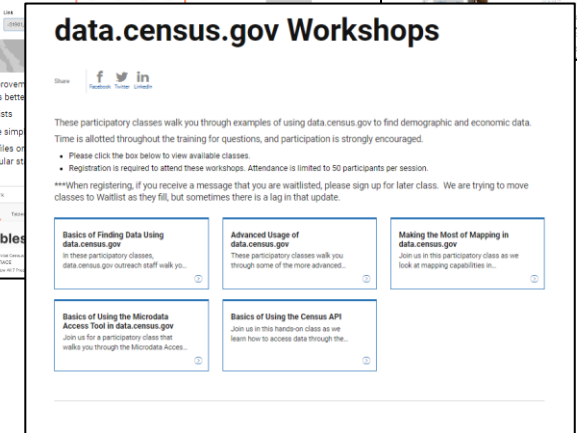 Link
data.census.gov Workshops
Share
Facebook Twitter LinkedIn
These participatory classes walk you through examples of using data.census.gov to find demographic and economic data.
Time is allotted throughout the training for questions, and participation is strongly encouraged.
• Please click the box below to view available classes.
• Registration is required to attend these workshops. Attendance is limited to 50 participants per session.
***When registering, if you receive a message that you are waitlisted, please sign up for later class. We are trying to move
classes to Waitlist as they fill, but sometimes there is a lag in that update.
Basics of Finding Data Using
data.census.gov
In these participatory classes,
data.census.gov outreach staff walk yo...
Advanced Usage of
data.census.gov
These participatory classes walk you
through some of the more advanced...
Making the Most of Mapping in
data.census.gov
Join us in this participatory class as we
look at mapping capabilities in...
Basics of Using the Microdata
Access Tool in data.census.gov
Join us for a participatory class that
walks you through the Microdata Acces...
Basics of Using the Census API
Join us in this hands-on class as we
learn how to access data through the...